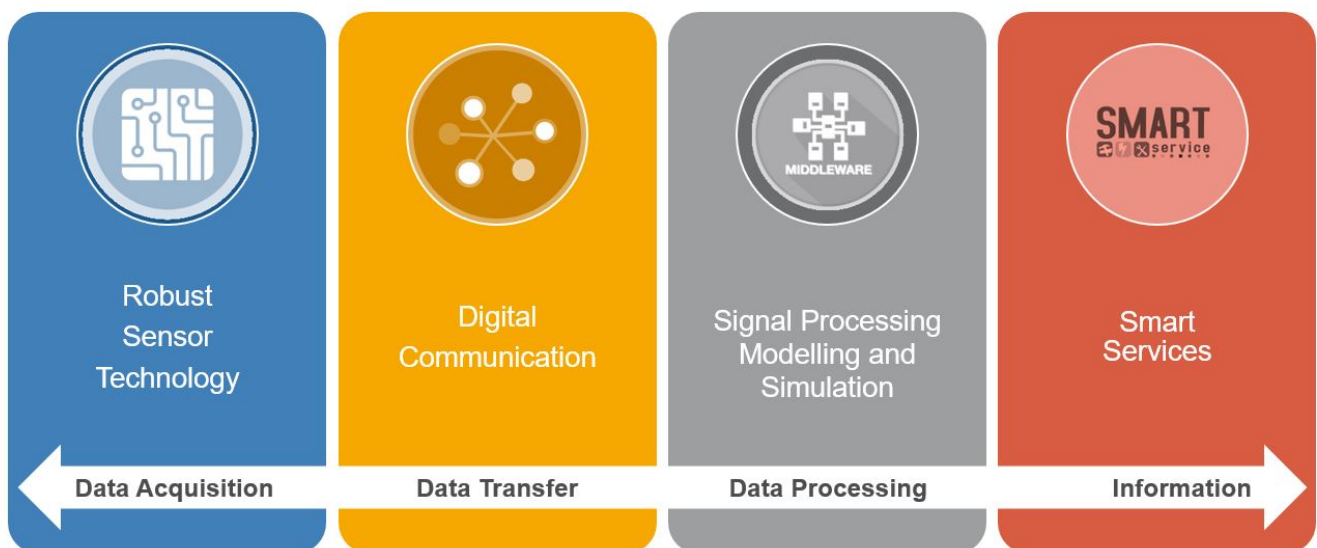 MIDDLEWARE
SMART
service
Robust
Sensor
Technology
Digital
Communication
Signal Processing
Modelling and
Simulation
Smart
Services
Data Acquisition
Data Transfer
Data Processing
Information